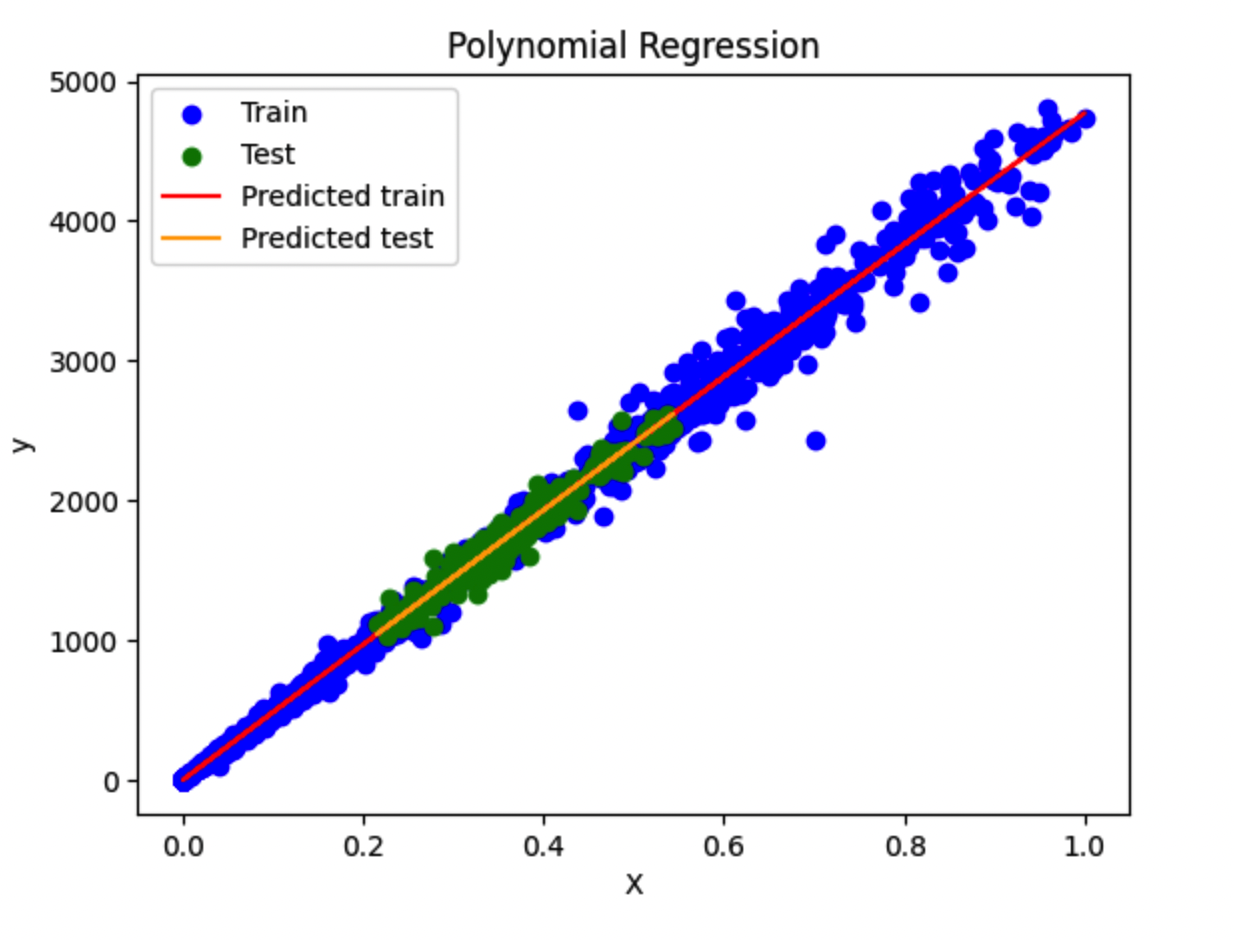 Polynomial Regression
Train
Test
Predicted train
Predicted test
5000
4000
3000
2000
1000
0
y
0.0 0.2 0.4 0.6 0.8 1.0
X